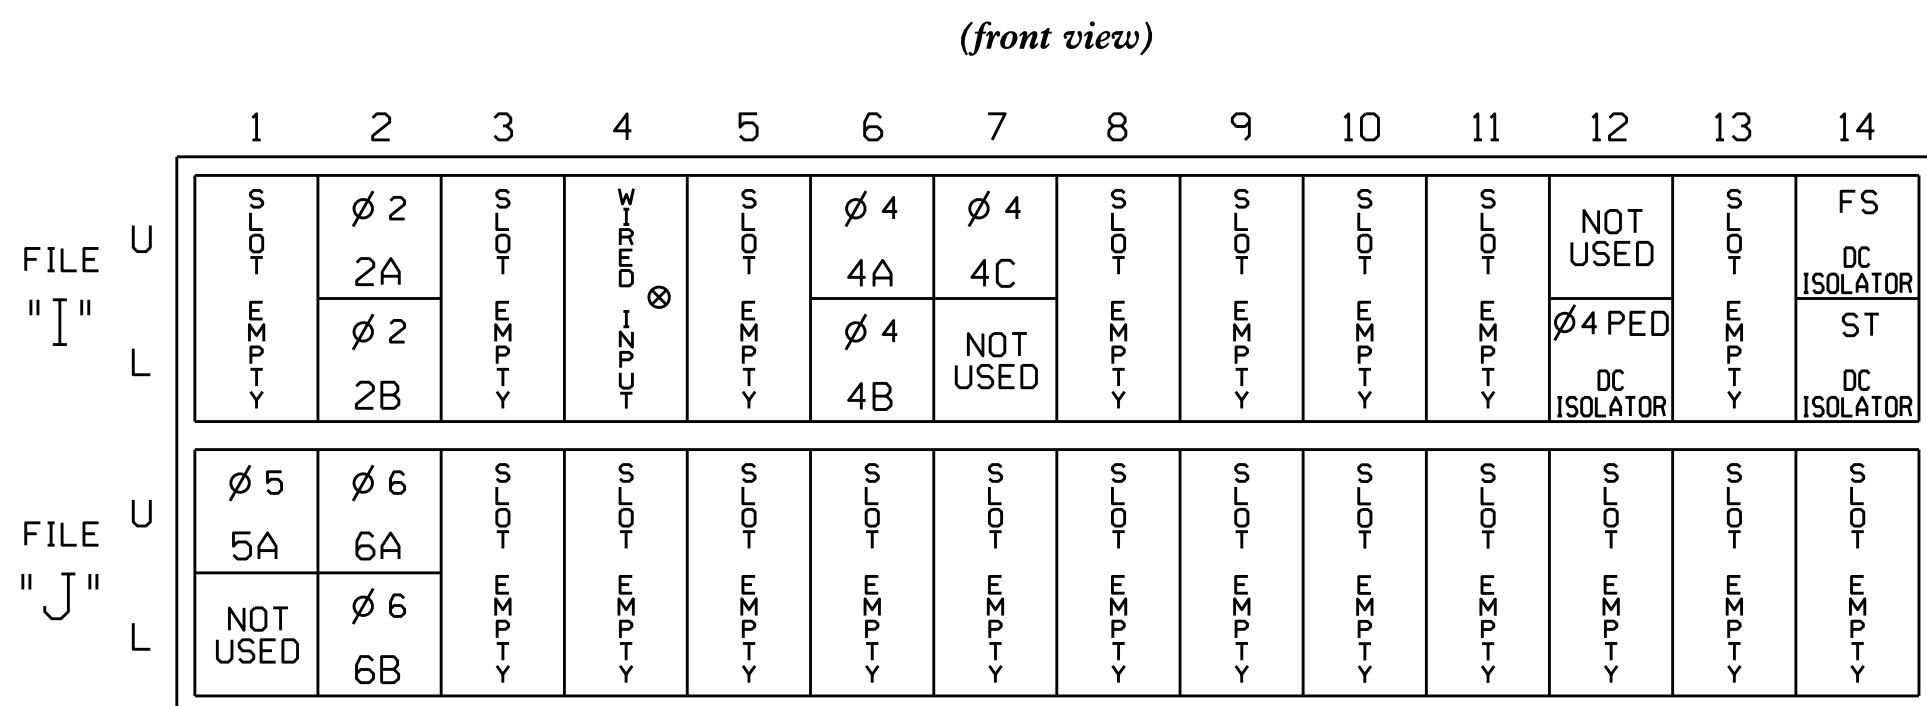 (front view)
1 2 3 4 5 6 7 8 9 10 11 12 13 14
FILE "I"
U
L
SLOT EMPTY
Ø 2
2A
Ø 2
2B
SLOT EMPTY
WIRED INPUT ⊗
SLOT EMPTY
Ø 4
4A
Ø 4
4B
Ø 4
4C
NOT
USED
SLOT EMPTY
SLOT EMPTY
SLOT EMPTY
SLOT EMPTY
NOT
USED
Ø4 PED
DC
ISOLATOR
SLOT EMPTY
FS
DC
ISOLATOR
ST
DC
ISOLATOR
FILE "J"
U
L
Ø 5
5A
NOT
USED
Ø 6
6A
Ø 6
6B
SLOT EMPTY
SLOT EMPTY
SLOT EMPTY
SLOT EMPTY
SLOT EMPTY
SLOT EMPTY
SLOT EMPTY
SLOT EMPTY
SLOT EMPTY
SLOT EMPTY
SLOT EMPTY
SLOT EMPTY